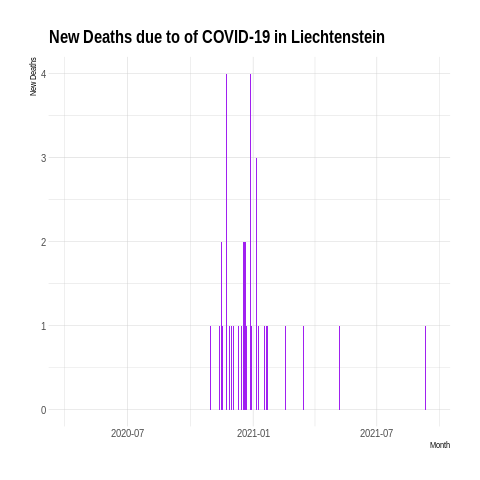 New Deaths due to of COVID-19 in Liechtenstein
New Deaths
4
3
2
1
0
2020-07
2021-01
2021-07
Month